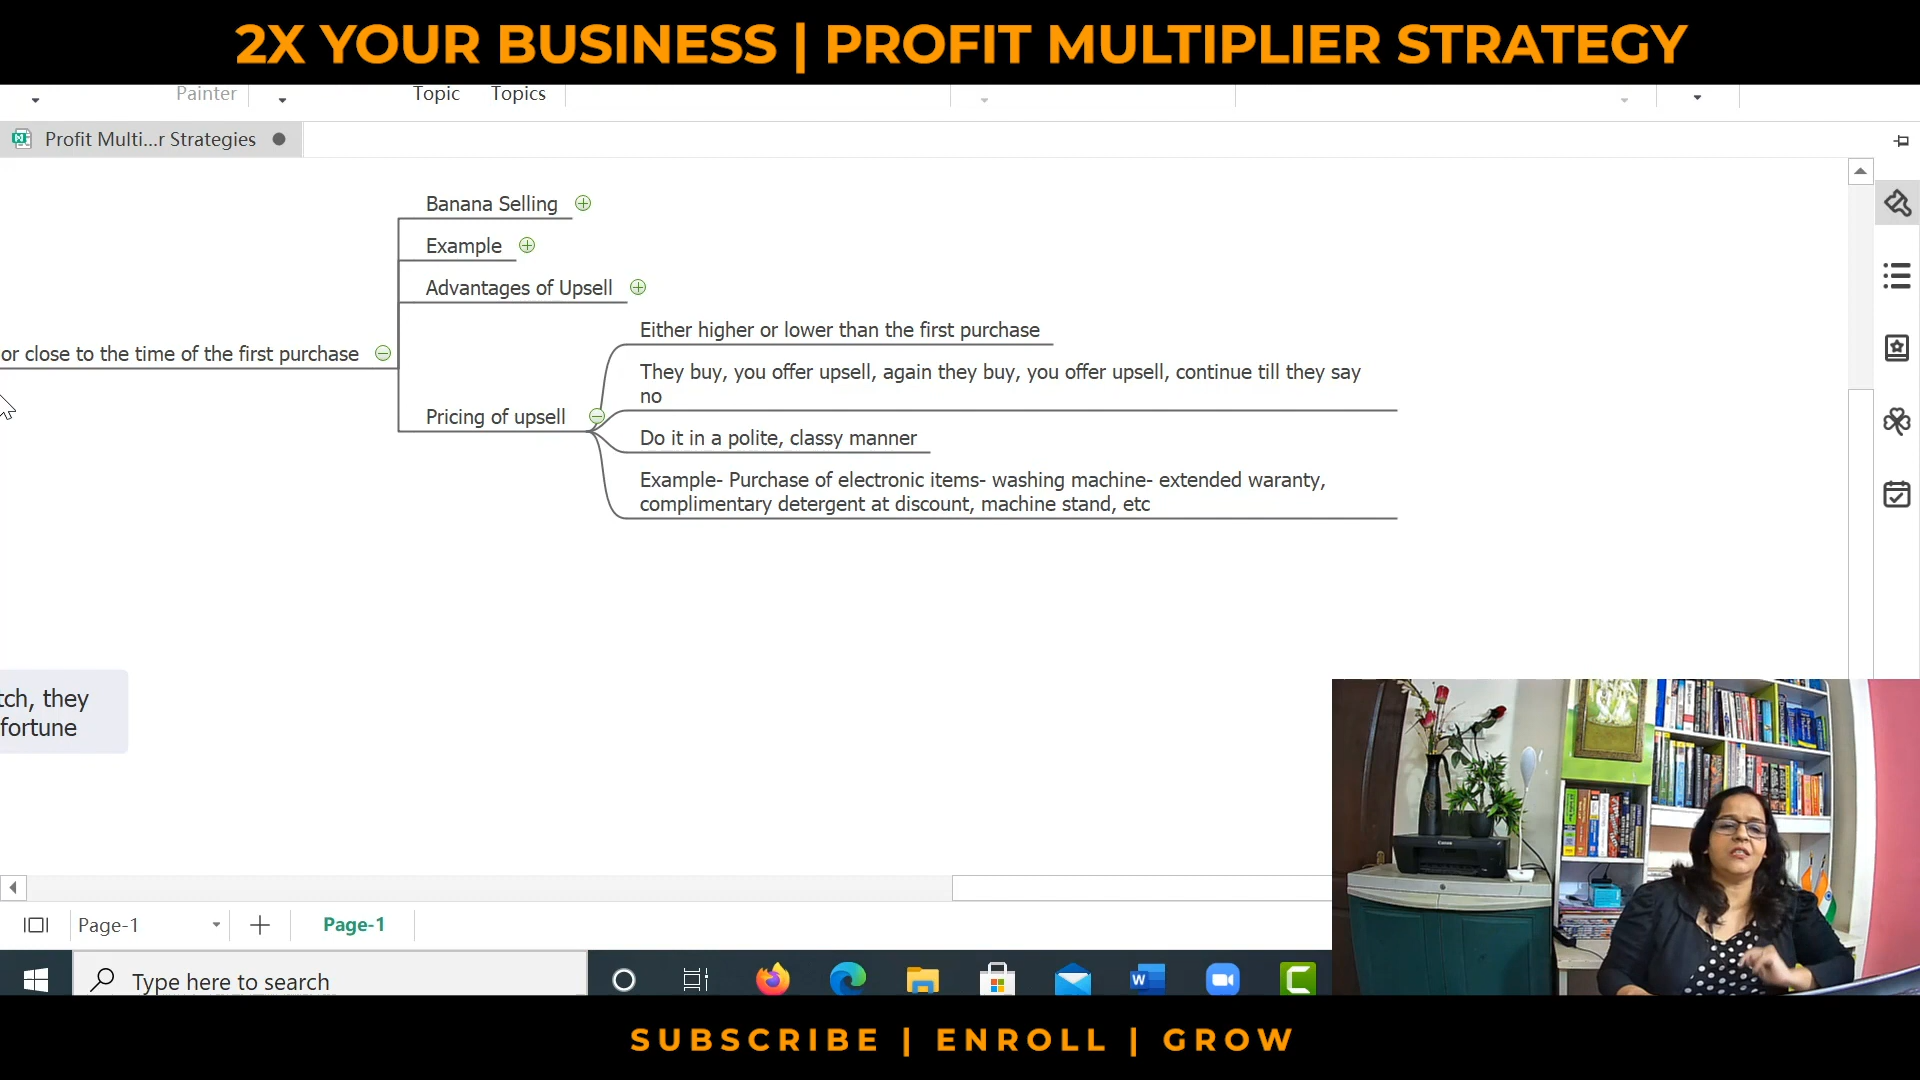 2X YOUR BUSINESS | PROFIT MULTIPLIER STRATEGY
Painter
Topic
Topics
Profit Multi...r Strategies
Banana Selling
Example
Advantages of Upsell
Either higher or lower than the first purchase
or close to the time of the first purchase
They buy, you offer upsell, again they buy, you offer upsell, continue till they say
no
Pricing of upsell
Do it in a polite, classy manner
Example- Purchase of electronic items- washing machine- extended waranty,
complimentary detergent at discount, machine stand, etc
tch, they
fortune
Canon
Page-1
Page-1
Type here to search
SUBSCRIBE | ENROLL | GROW